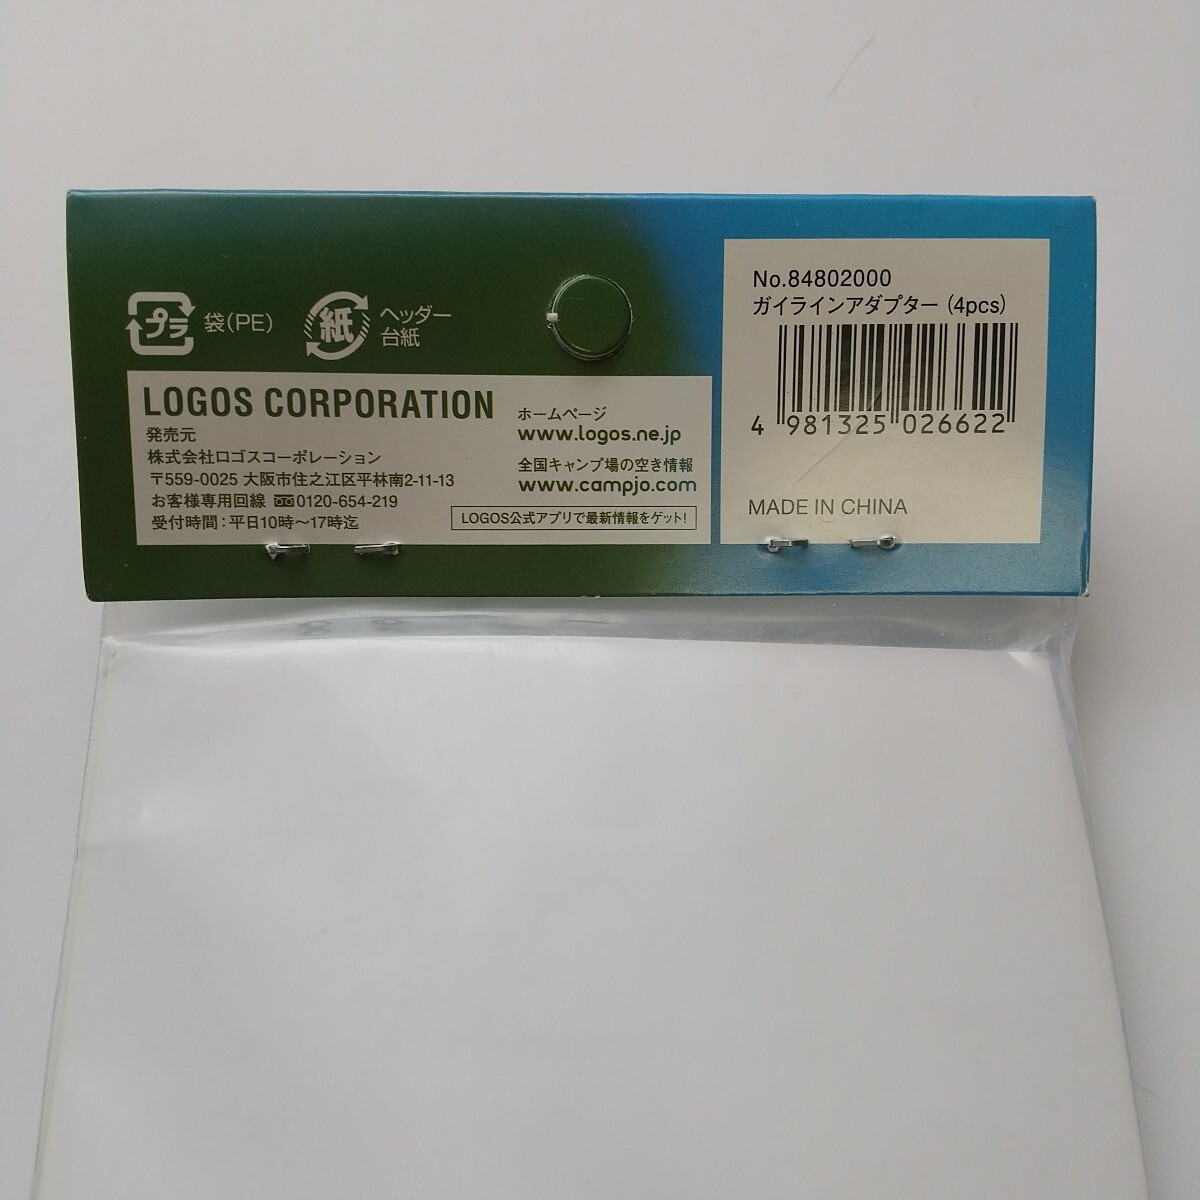 プラ
袋(PE)
紙
ヘッダー
台紙
LOGOS CORPORATION
発売元
株式会社ロゴスコーポレーション
〒559-0025 大阪市住之江区平林南2-11-13
お客様専用回線 0120-654-219
受付時間：平日10時～17時迄
ホームページ
www.logos.ne.jp
全国キャンプ場の空き情報
www.campjo.com
LOGOS公式アプリで最新情報をゲット！
No.84802000
ガイラインアダプター (4pcs)
4 981325 026622
MADE IN CHINA